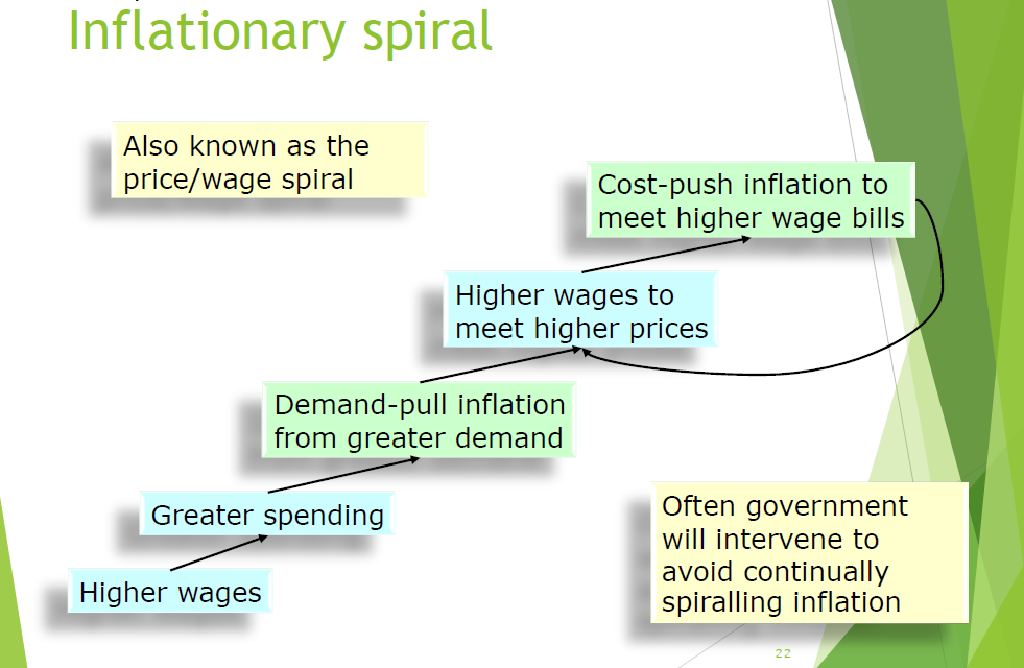 Inflationary spiral
Also known as the
price/wage spiral
Cost-push inflation to
meet higher wage bills
Higher wages to
meet higher prices
Demand-pull inflation
from greater demand
Greater spending
Higher wages
Often government
will intervene to
avoid continually
spiralling inflation
22